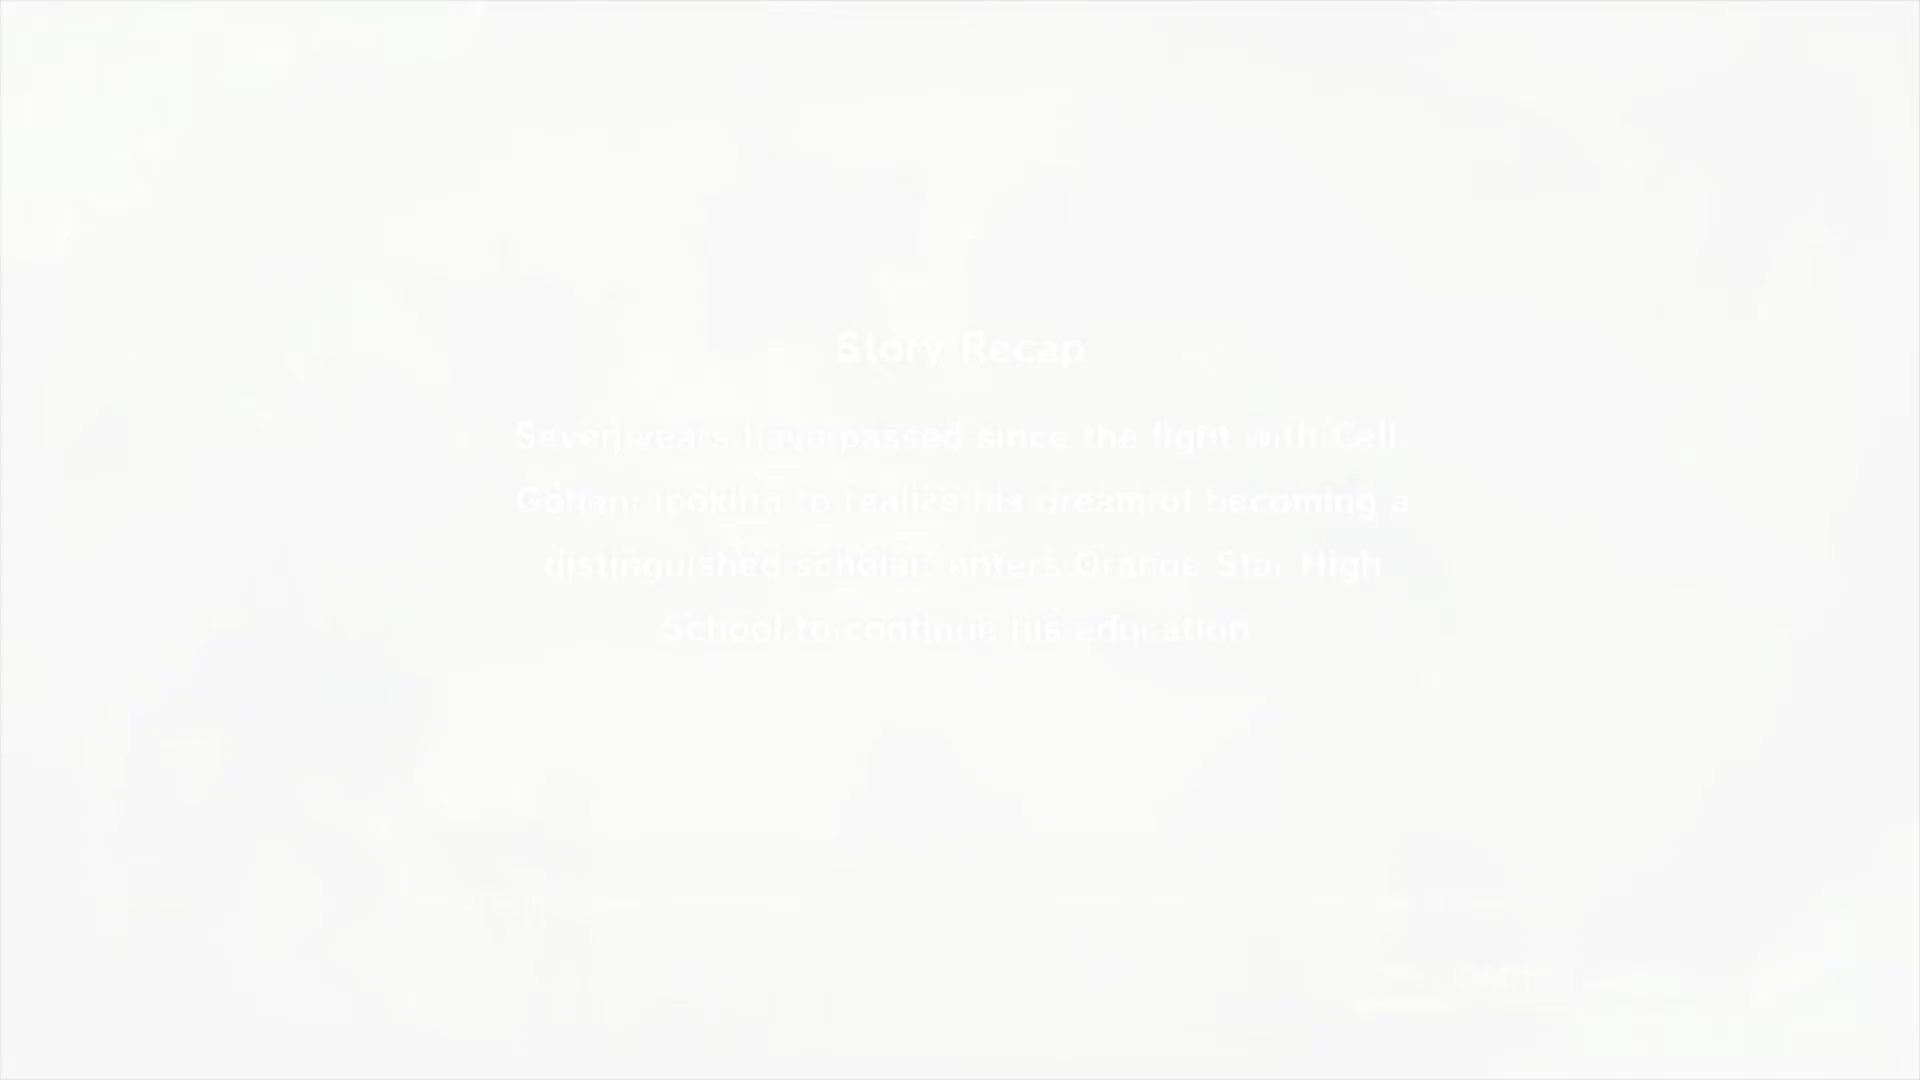 Story Recap
Seven years have passed since the fight with Cell.
Gohan, looking to realize his dream of becoming a
distinguished scholar, enters Orange Star High
School to continue his education.